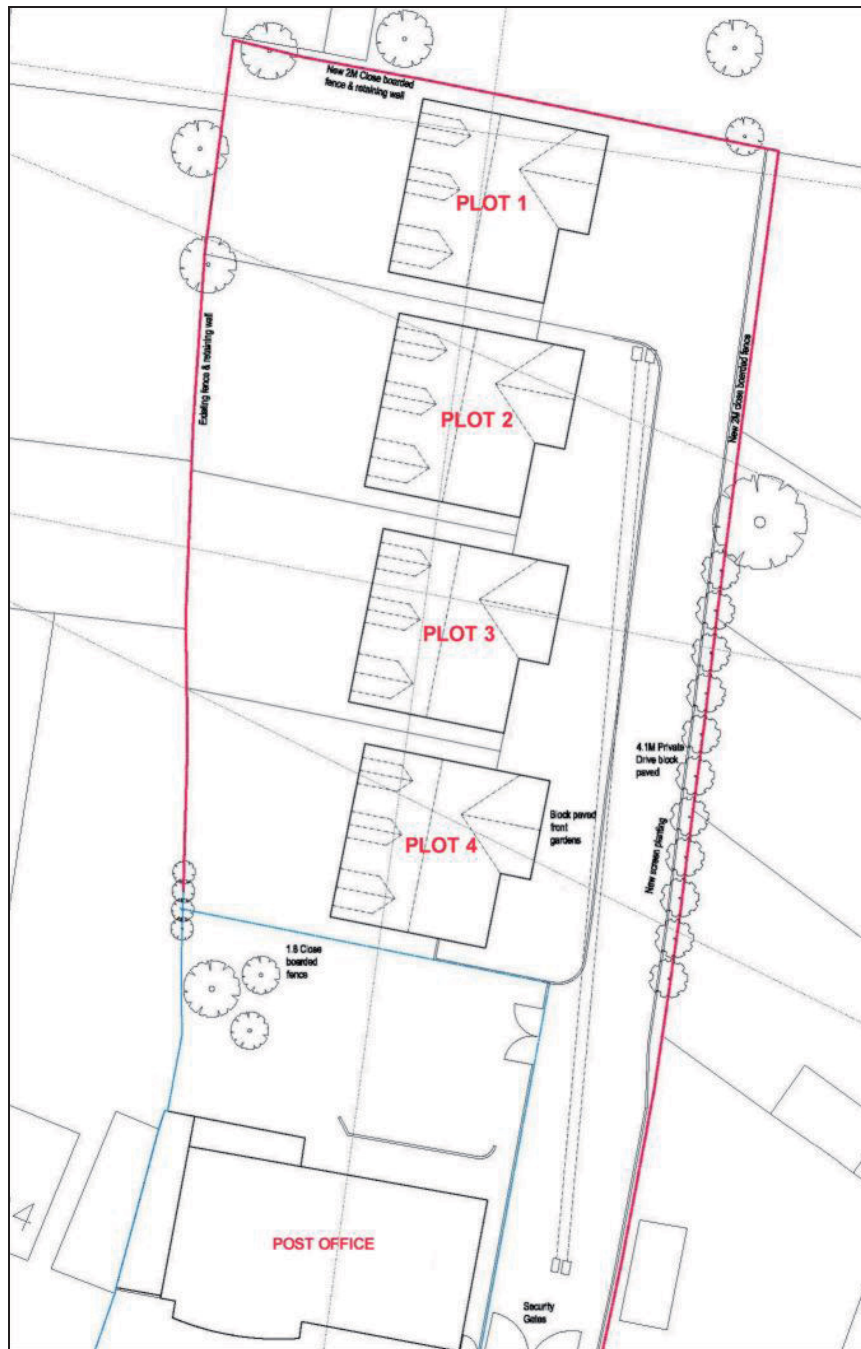 New 2M Close boarded
fence & retaining wall
PLOT 1
Existing fence & retaining wall
New 2M close boarded fence
PLOT 2
PLOT 3
4.1M Private
Drive block
paved
PLOT 4
Block paved
front
gardens
New screen planting
1.8 Close
boarded
fence
4
POST OFFICE
Security
Gates